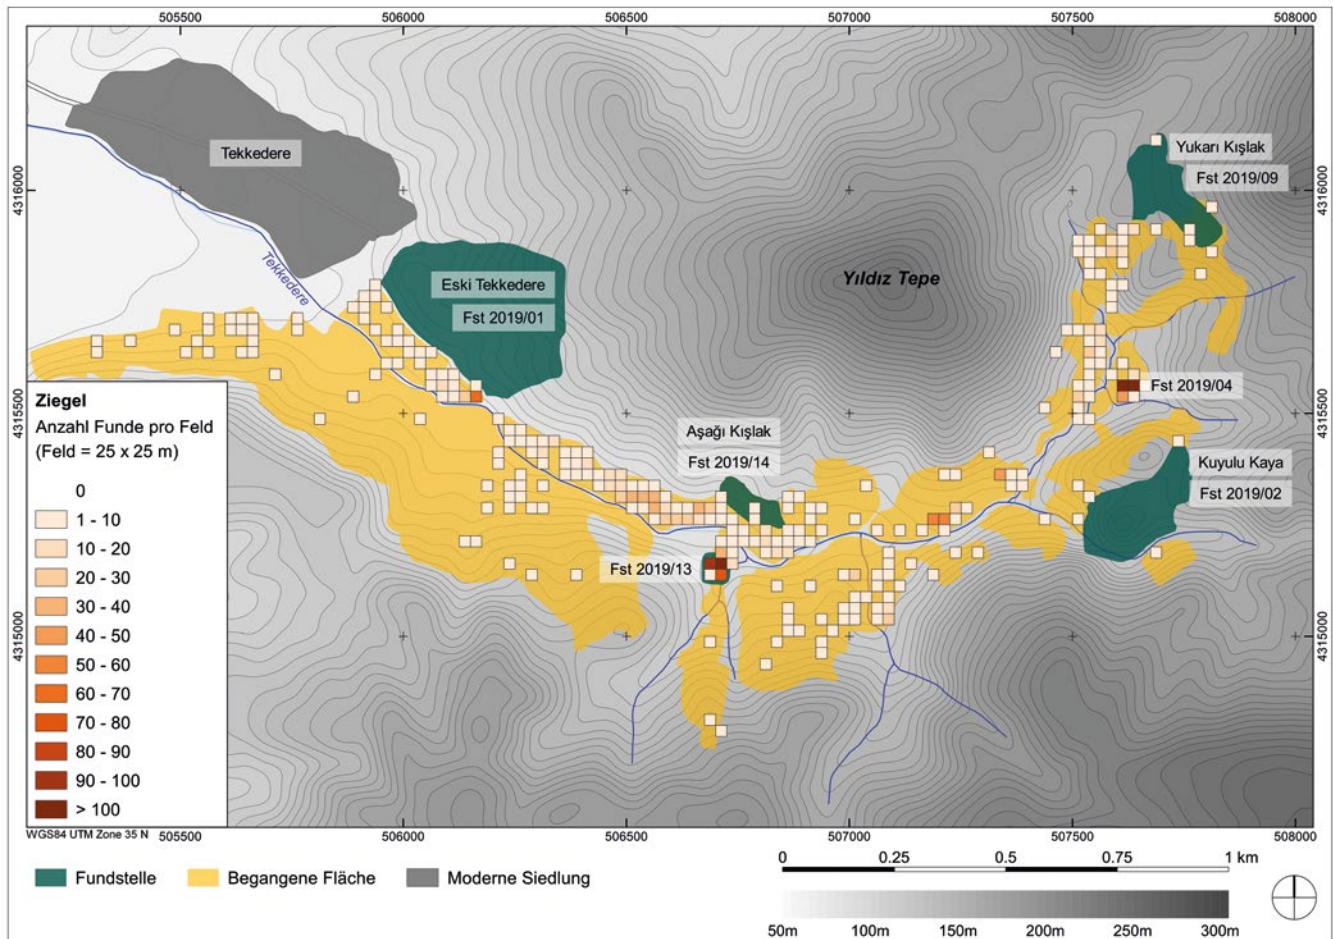 505500 506000 506500 507000 507500 508000
4316000
4315500
4315000
4316000
4315500
4315000
Tekkedere
Tekkedere
Eski Tekkedere
Fst 2019/01
Yıldız Tepe
Yukarı Kışlak
Fst 2019/09
Fst 2019/04
Aşağı Kışlak
Fst 2019/14
Kuyulu Kaya
Fst 2019/02
Fst 2019/13
Ziegel
Anzahl Funde pro Feld
(Feld = 25 x 25 m)
0
1 - 10
10 - 20
20 - 30
30 - 40
40 - 50
50 - 60
60 - 70
70 - 80
80 - 90
90 - 100
> 100
WGS84 UTM Zone 35 N
505500 506000 506500 507000 507500 508000
Fundstelle
Begangene Fläche
Moderne Siedlung
0 0.25 0.5 0.75 1 km
50m 100m 150m 200m 250m 300m